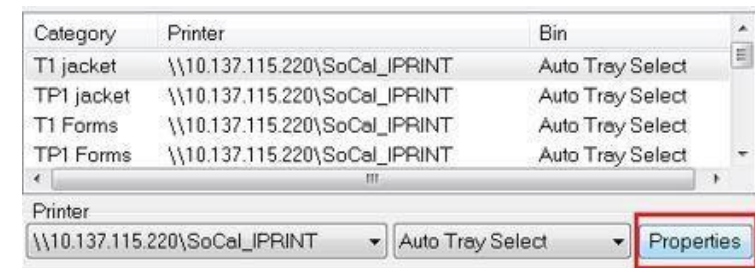 Category Printer Bin
T1 jacket \\10.137.115.220\SoCal_IPRINT Auto Tray Select
TP1 jacket \\10.137.115.220\SoCal_IPRINT Auto Tray Select
T1 Forms \\10.137.115.220\SoCal_IPRINT Auto Tray Select
TP1 Forms \\10.137.115.220\SoCal_IPRINT Auto Tray Select
Printer
\\10.137.115.220\SoCal_IPRINT Auto Tray Select Properties